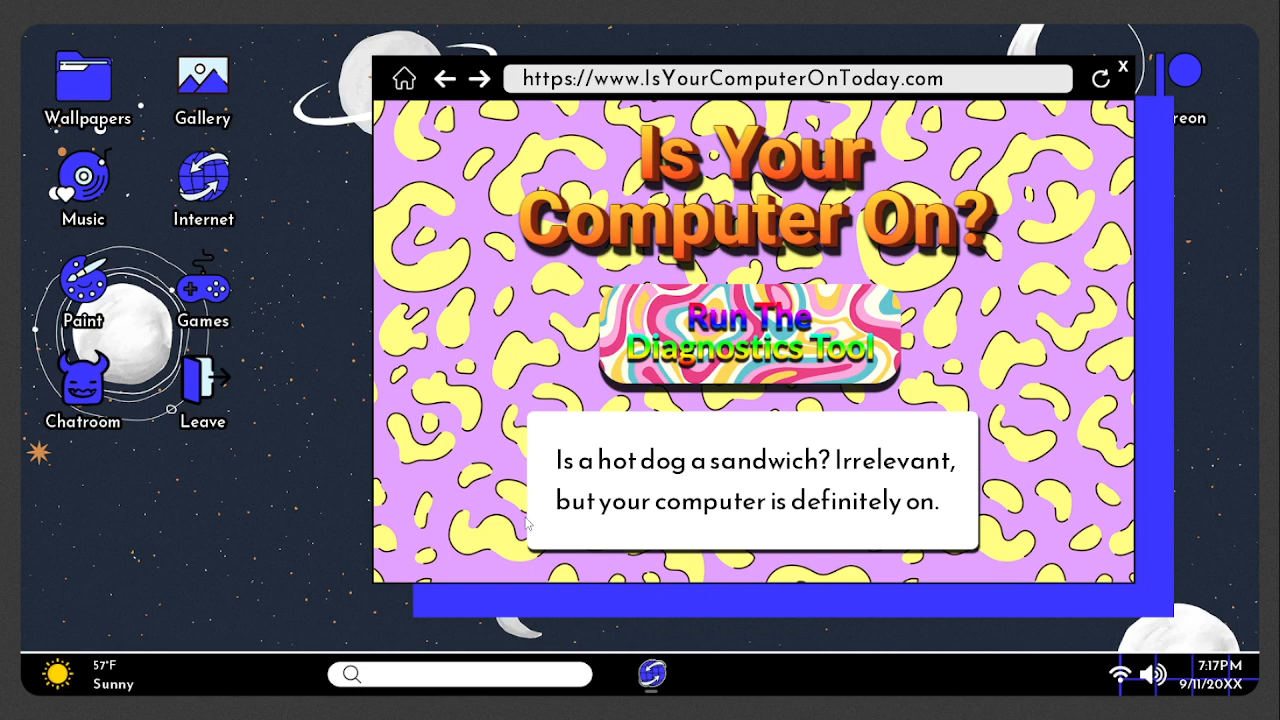 Wallpapers
Gallery
Music
Internet
Paint
Games
Chatroom
Leave
https://www.IsYourComputerOnToday.com
X
Is Your
Computer On?
Run The
Diagnostics Tool
Is a hot dog a sandwich? Irrelevant,
but your computer is definitely on.
reon
57°F
Sunny
7:17PM
9/11/20XX